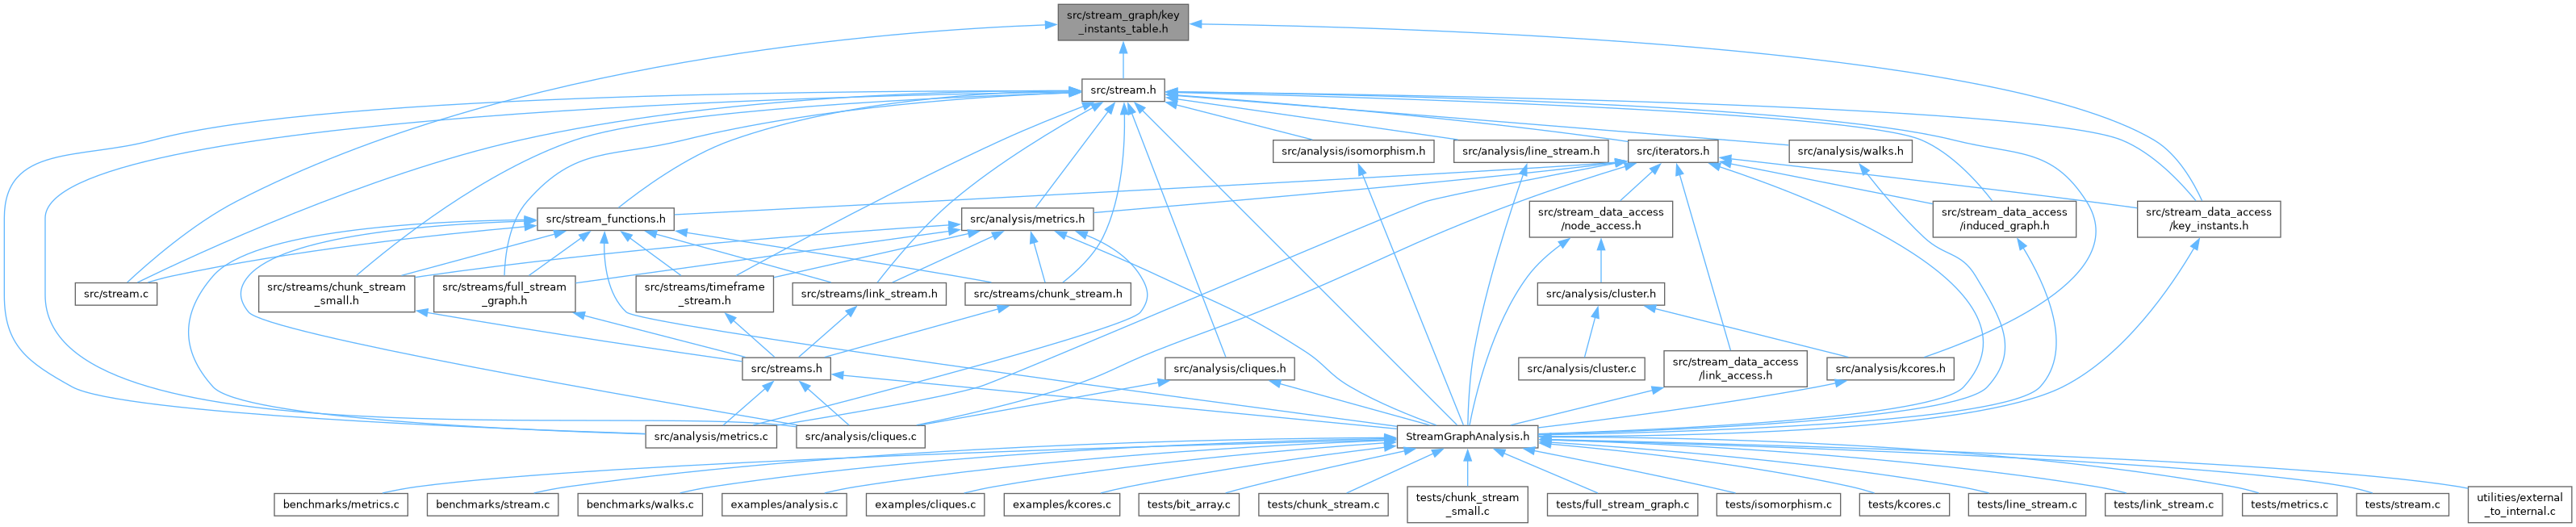 src/stream_graph/key
_instants_table.h
src/stream.h
src/analysis/isomorphism.h
src/analysis/line_stream.h
src/iterators.h
src/analysis/walks.h
src/stream_functions.h
src/analysis/metrics.h
src/stream_data_access
/node_access.h
src/stream_data_access
/induced_graph.h
src/stream_data_access
/key_instants.h
src/stream.c
src/streams/chunk_stream
_small.h
src/streams/full_stream
_graph.h
src/streams/timeframe
_stream.h
src/streams/link_stream.h
src/streams/chunk_stream.h
src/analysis/cluster.h
src/streams.h
src/analysis/cliques.h
src/analysis/cluster.c
src/stream_data_access
/link_access.h
src/analysis/kcores.h
src/analysis/metrics.c
src/analysis/cliques.c
StreamGraphAnalysis.h
benchmarks/metrics.c
benchmarks/stream.c
benchmarks/walks.c
examples/analysis.c
examples/cliques.c
examples/kcores.c
tests/bit_array.c
tests/chunk_stream.c
tests/chunk_stream
_small.c
tests/full_stream_graph.c
tests/isomorphism.c
tests/kcores.c
tests/line_stream.c
tests/link_stream.c
tests/metrics.c
tests/stream.c
utilities/external
_to_internal.c